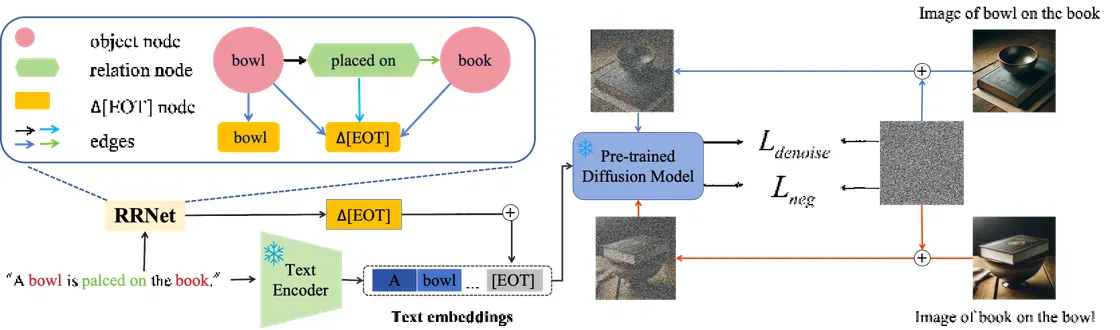 object node
relation node
Δ[EOT] node
edges
bowl
placed on
book
bowl
Δ[EOT]
RRNet
Δ[EOT]
"A bowl is palced on the book."
Text
Encoder
A bowl ... [EOT]
Text embeddings
Pre-trained
Diffusion Model
L_denoise
L_neg
Image of bowl on the book
Image of book on the bowl